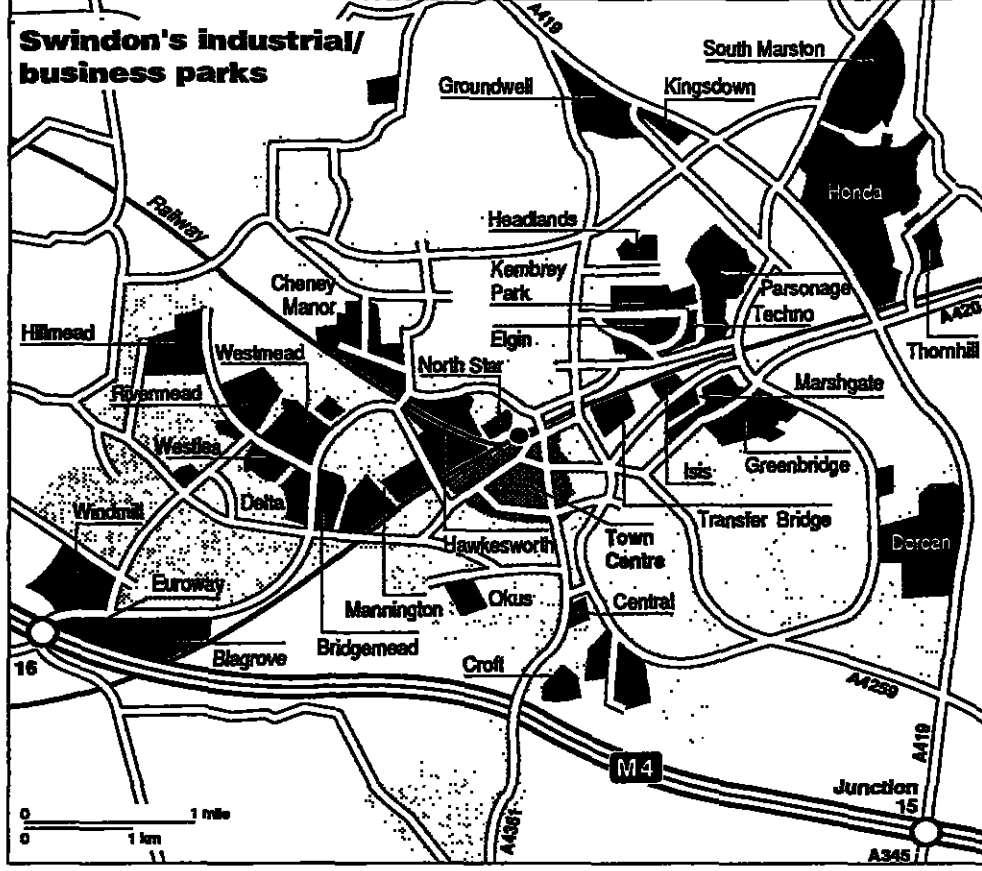 Swindon's industrial/
business parks
A419
South Marston
Groundwell
Kingsdown
Honda
Railway
Headlands
Kembrey
Park
Parsonage
Techno
Elgin
A420
Thornhill
Cheney
Manor
Hillmead
Westmead
North Star
Marshgate
Rivermead
Westlea
Isis
Greenbridge
Delta
Windmill
Transfer Bridge
Hawkesworth
Town
Centre
Dorcan
Euroway
Mannington
Okus
Central
Bridgemead
Blagrove
16
Croft
A4259
A419
M4
Junction
15
0 1 mile
0 1 km
A4361
A345